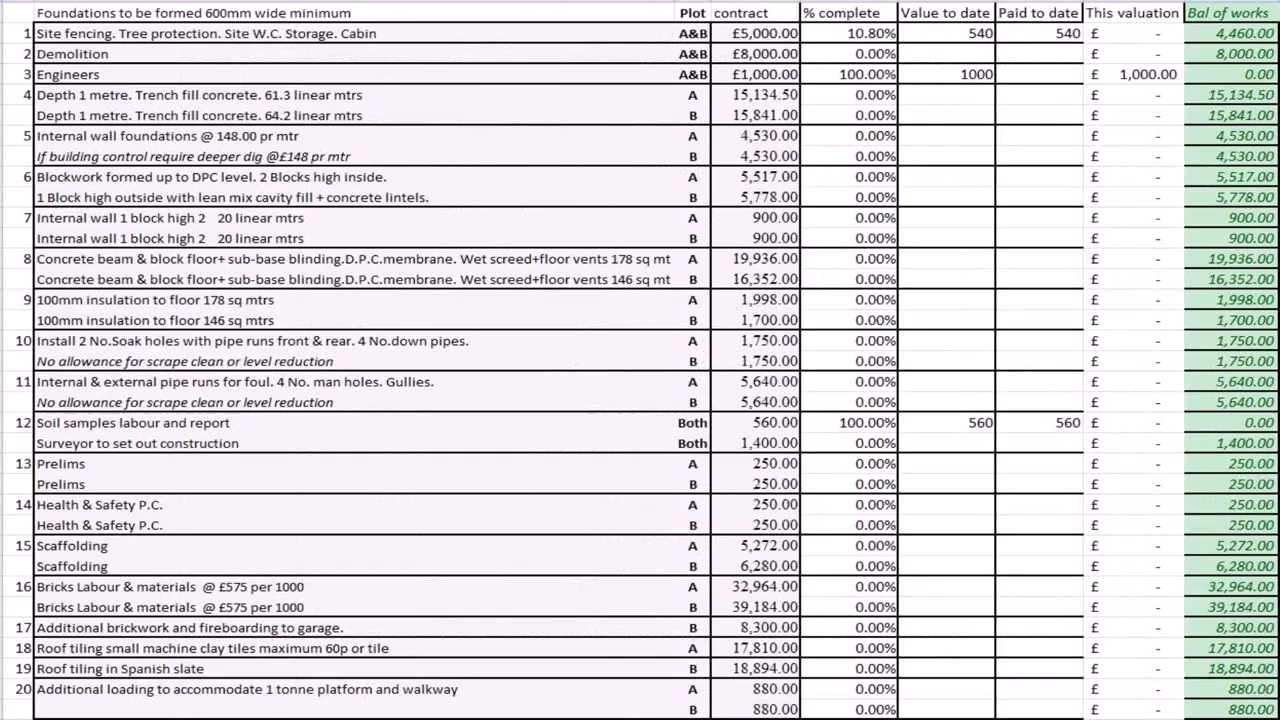 Foundations to be formed 600mm wide minimum Plot contract % complete Value to date Paid to date This valuation Bal of works
1 Site fencing. Tree protection. Site W.C. Storage. Cabin A&B £5,000.00 10.80% 540 540 £ - 4,460.00
2 Demolition A&B £8,000.00 0.00% £ - 8,000.00
3 Engineers A&B £1,000.00 100.00% 1000 £ 1,000.00 0.00
4 Depth 1 metre. Trench fill concrete. 61.3 linear mtrs A 15,134.50 0.00% £ - 15,134.50
Depth 1 metre. Trench fill concrete. 64.2 linear mtrs B 15,841.00 0.00% £ - 15,841.00
5 Internal wall foundations @ 148.00 pr mtr A 4,530.00 0.00% £ - 4,530.00
If building control require deeper dig @£148 pr mtr B 4,530.00 0.00% £ - 4,530.00
6 Blockwork formed up to DPC level. 2 Blocks high inside. A 5,517.00 0.00% £ - 5,517.00
1 Block high outside with lean mix cavity fill + concrete lintels. B 5,778.00 0.00% £ - 5,778.00
7 Internal wall 1 block high 2 20 linear mtrs A 900.00 0.00% £ - 900.00
Internal wall 1 block high 2 20 linear mtrs B 900.00 0.00% £ - 900.00
8 Concrete beam & block floor+ sub-base blinding.D.P.C.membrane. Wet screed+floor vents 178 sq mt A 19,936.00 0.00% £ - 19,936.00
Concrete beam & block floor+ sub-base blinding.D.P.C.membrane. Wet screed+floor vents 146 sq mt B 16,352.00 0.00% £ - 16,352.00
9 100mm insulation to floor 178 sq mtrs A 1,998.00 0.00% £ - 1,998.00
100mm insulation to floor 146 sq mtrs B 1,700.00 0.00% £ - 1,700.00
10 Install 2 No.Soak holes with pipe runs front & rear. 4 No.down pipes. A 1,750.00 0.00% £ - 1,750.00
No allowance for scrape clean or level reduction B 1,750.00 0.00% £ - 1,750.00
11 Internal & external pipe runs for foul. 4 No. man holes. Gullies. A 5,640.00 0.00% £ - 5,640.00
No allowance for scrape clean or level reduction B 5,640.00 0.00% £ - 5,640.00
12 Soil samples labour and report Both 560.00 100.00% 560 560 £ - 0.00
Surveyor to set out construction Both 1,400.00 0.00% £ - 1,400.00
13 Prelims A 250.00 0.00% £ - 250.00
Prelims B 250.00 0.00% £ - 250.00
14 Health & Safety P.C. A 250.00 0.00% £ - 250.00
Health & Safety P.C. B 250.00 0.00% £ - 250.00
15 Scaffolding A 5,272.00 0.00% £ - 5,272.00
Scaffolding B 6,280.00 0.00% £ - 6,280.00
16 Bricks Labour & materials @ £575 per 1000 A 32,964.00 0.00% £ - 32,964.00
Bricks Labour & materials @ £575 per 1000 B 39,184.00 0.00% £ - 39,184.00
17 Additional brickwork and fireboarding to garage. B 8,300.00 0.00% £ - 8,300.00
18 Roof tiling small machine clay tiles maximum 60p or tile A 17,810.00 0.00% £ - 17,810.00
19 Roof tiling in Spanish slate B 18,894.00 0.00% £ - 18,894.00
20 Additional loading to accommodate 1 tonne platform and walkway A 880.00 0.00% £ - 880.00
B 880.00 0.00% £ - 880.00